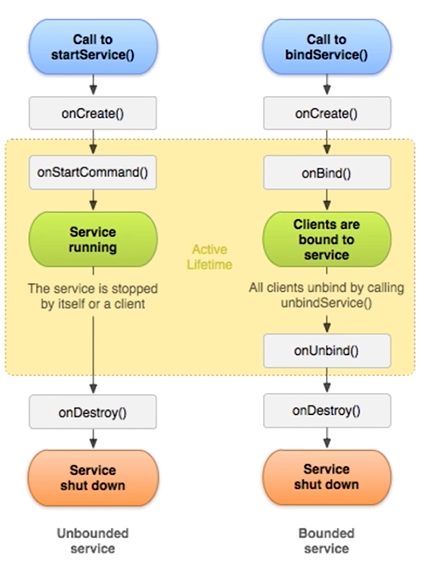 Call to
startService()
onCreate()
onStartCommand()
Service
running
The service is stopped
by itself or a client
onDestroy()
Service
shut down
Unbounded
service
Active
Lifetime
Call to
bindService()
onCreate()
onBind()
Clients are
bound to
service
All clients unbind by calling
unbindService()
onUnbind()
onDestroy()
Service
shut down
Bounded
service